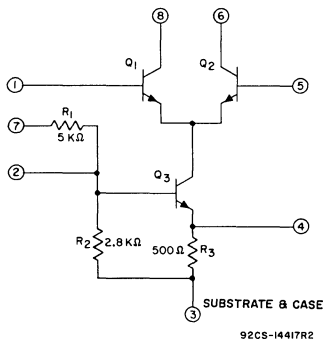 8
6
Q1
Q2
1
5
7
R1
5 KΩ
2
Q3
4
R2
2.8 KΩ
500 Ω
R3
3
SUBSTRATE & CASE
92CS-14417R2